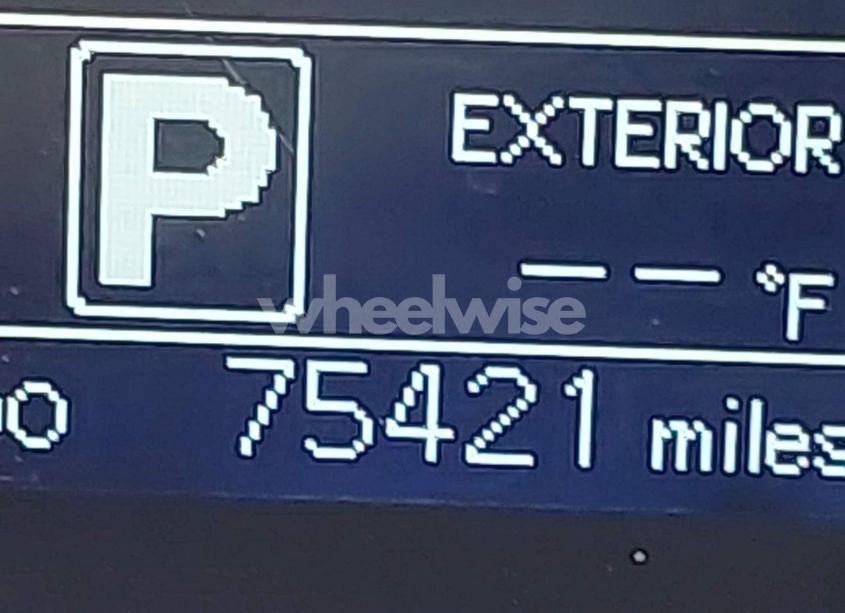 P
EXTERIOR
-- °F
wheelwise
75421 miles